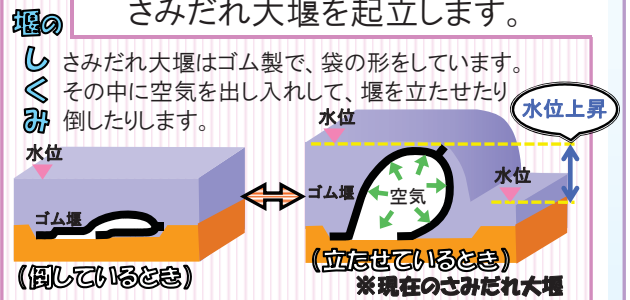 さみだれ大堰を起立します。
堰のしくみ
さみだれ大堰はゴム製で、袋の形をしています。
その中に空気を出し入れして、堰を立たせたり
倒したりします。
水位
ゴム堰
(倒しているとき)
水位
ゴム堰
空気
水位
水位上昇
(立たせているとき)
※現在のさみだれ大堰